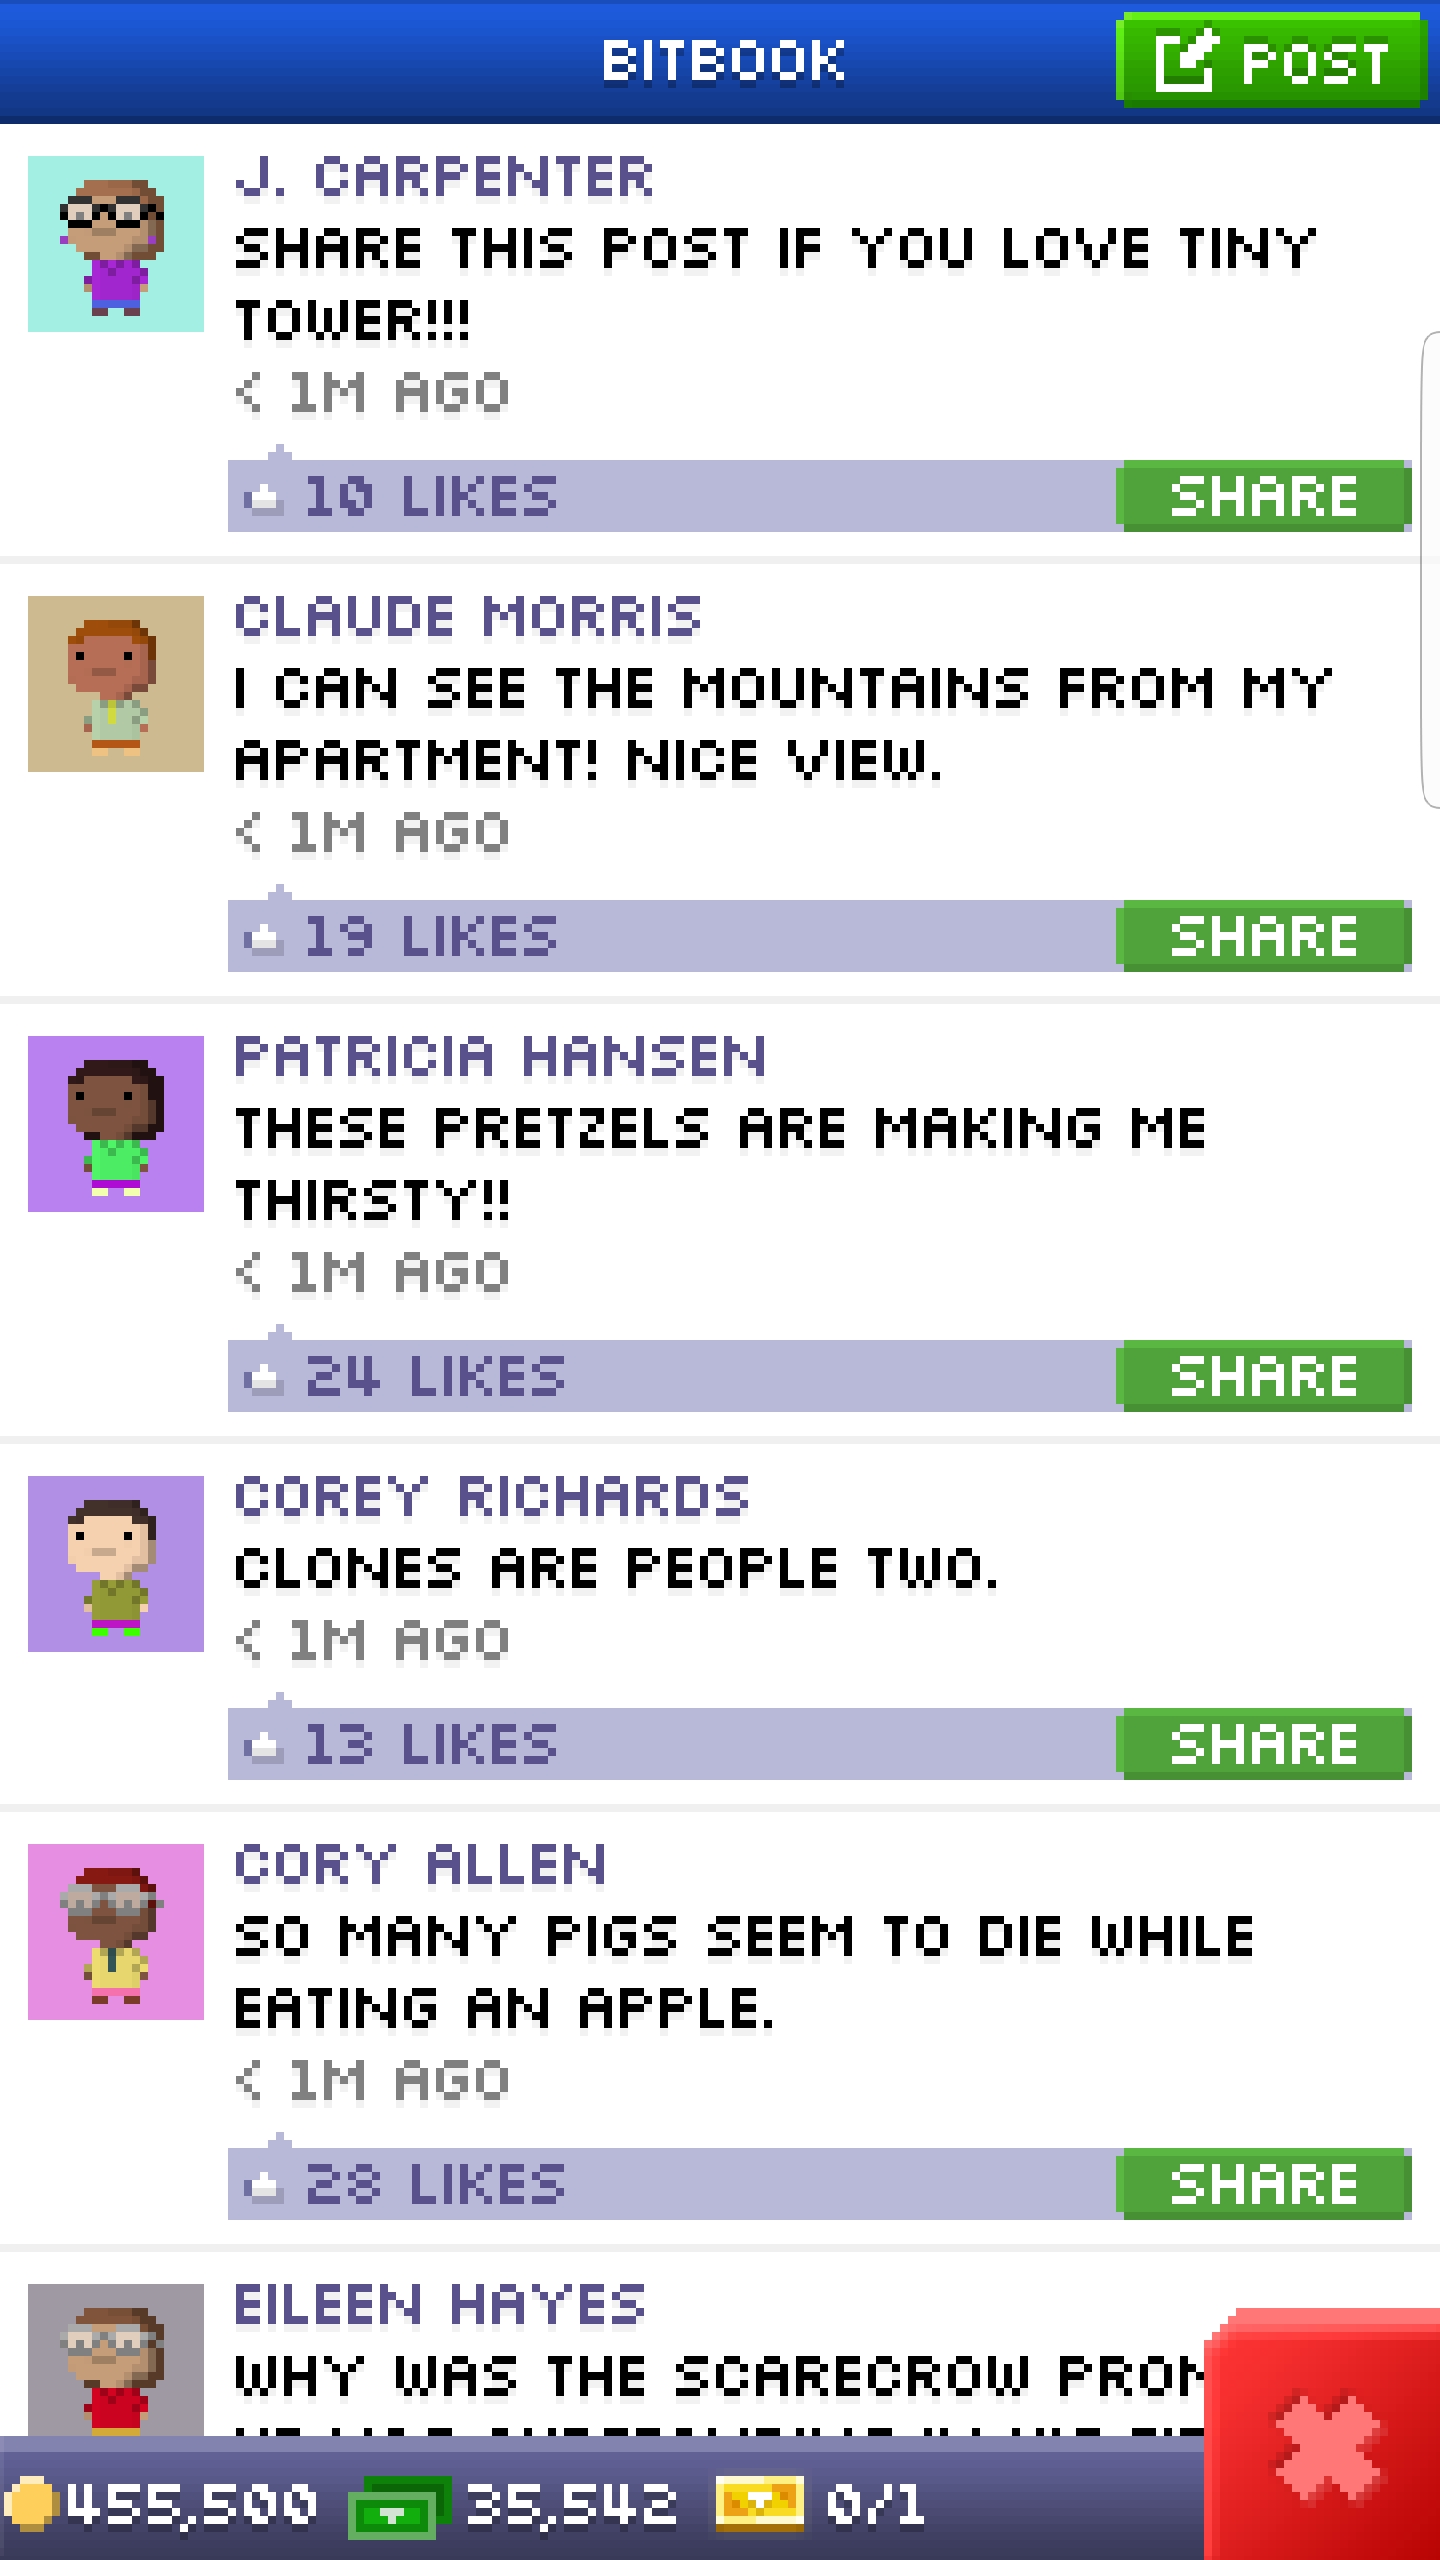 BITBOOK
POST
J. CARPENTER
SHARE THIS POST IF YOU LOVE TINY
TOWER!!!
< 1M AGO
10 LIKES
SHARE
CLAUDE MORRIS
I CAN SEE THE MOUNTAINS FROM MY
APARTMENT! NICE VIEW.
< 1M AGO
19 LIKES
SHARE
PATRICIA HANSEN
THESE PRETZELS ARE MAKING ME
THIRSTY!!
< 1M AGO
24 LIKES
SHARE
COREY RICHARDS
CLONES ARE PEOPLE TWO.
< 1M AGO
13 LIKES
SHARE
CORY ALLEN
SO MANY PIGS SEEM TO DIE WHILE
EATING AN APPLE.
< 1M AGO
28 LIKES
SHARE
EILEEN HAYES
WHY WAS THE SCARECROW
455,500
35,542
0/1